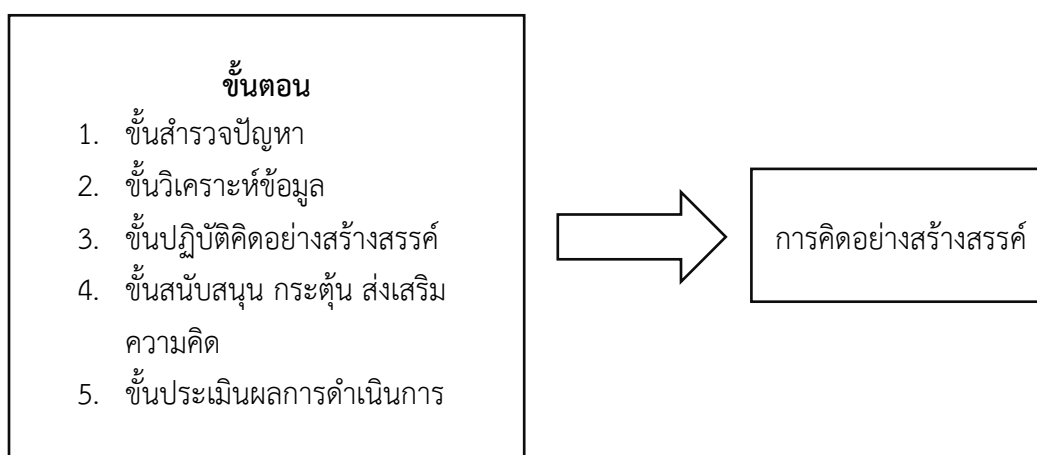 ขั้นตอน
1. ขั้นสำรวจปัญหา
2. ขั้นวิเคราะห์ข้อมูล
3. ขั้นปฏิบัติคิดอย่างสร้างสรรค์
4. ขั้นสนับสนุน กระตุ้น ส่งเสริม
ความคิด
5. ขั้นประเมินผลการดำเนินการ
การคิดอย่างสร้างสรรค์